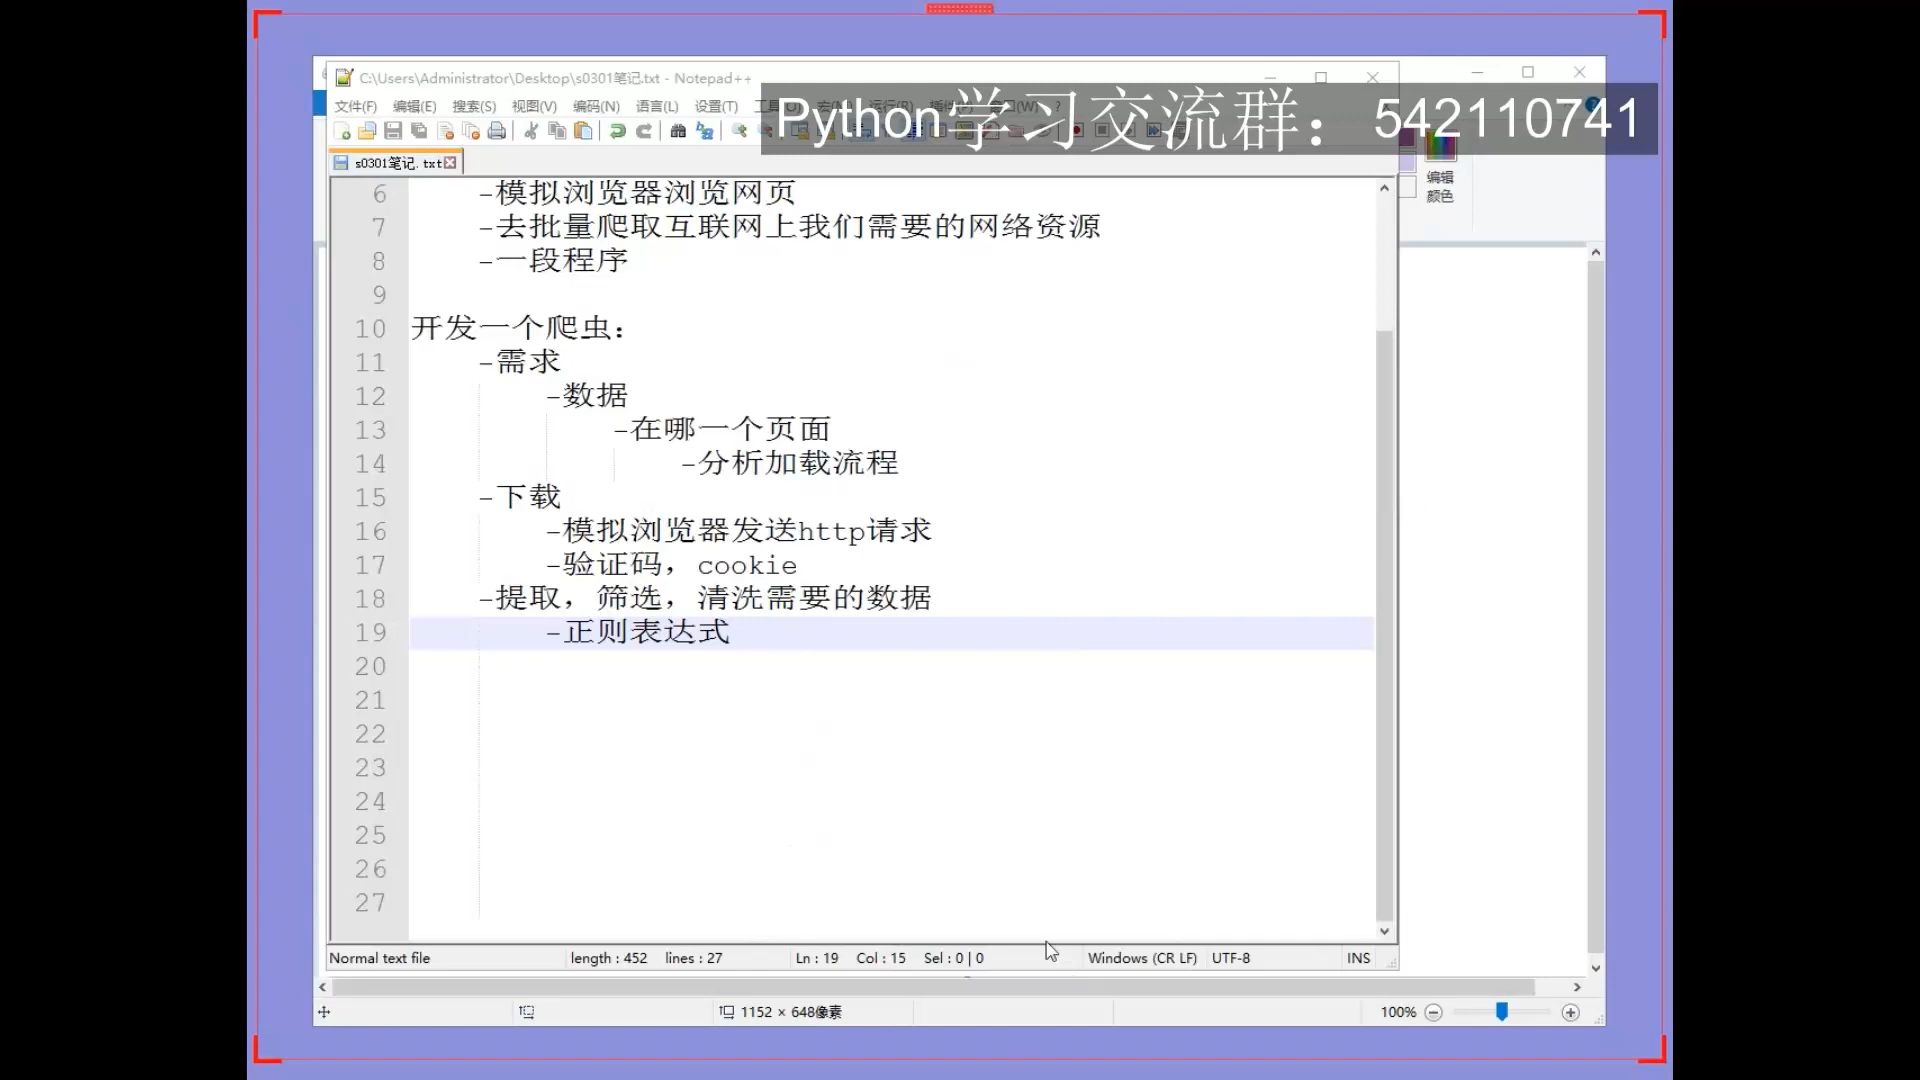 C:\Users\Administrator\Desktop\s0301笔记.txt - Notepad++
文件(F) 编辑(E) 搜索(S) 视图(V) 编码(N) 语言(L) 设置(T)
Python学习交流群：542110741
s0301笔记.txt
编辑
颜色
6 -模拟浏览器浏览网页
7 -去批量爬取互联网上我们需要的网络资源
8 -一段程序
9
10 开发一个爬虫：
11 -需求
12 -数据
13 -在哪一个页面
14 -分析加载流程
15 -下载
16 -模拟浏览器发送http请求
17 -验证码，cookie
18 -提取，筛选，清洗需要的数据
19 -正则表达式
20
21
22
23
24
25
26
27
Normal text file length : 452 lines : 27 Ln : 19 Col : 15 Sel : 0 | 0 Windows (CR LF) UTF-8 INS
1152 × 648像素 100%